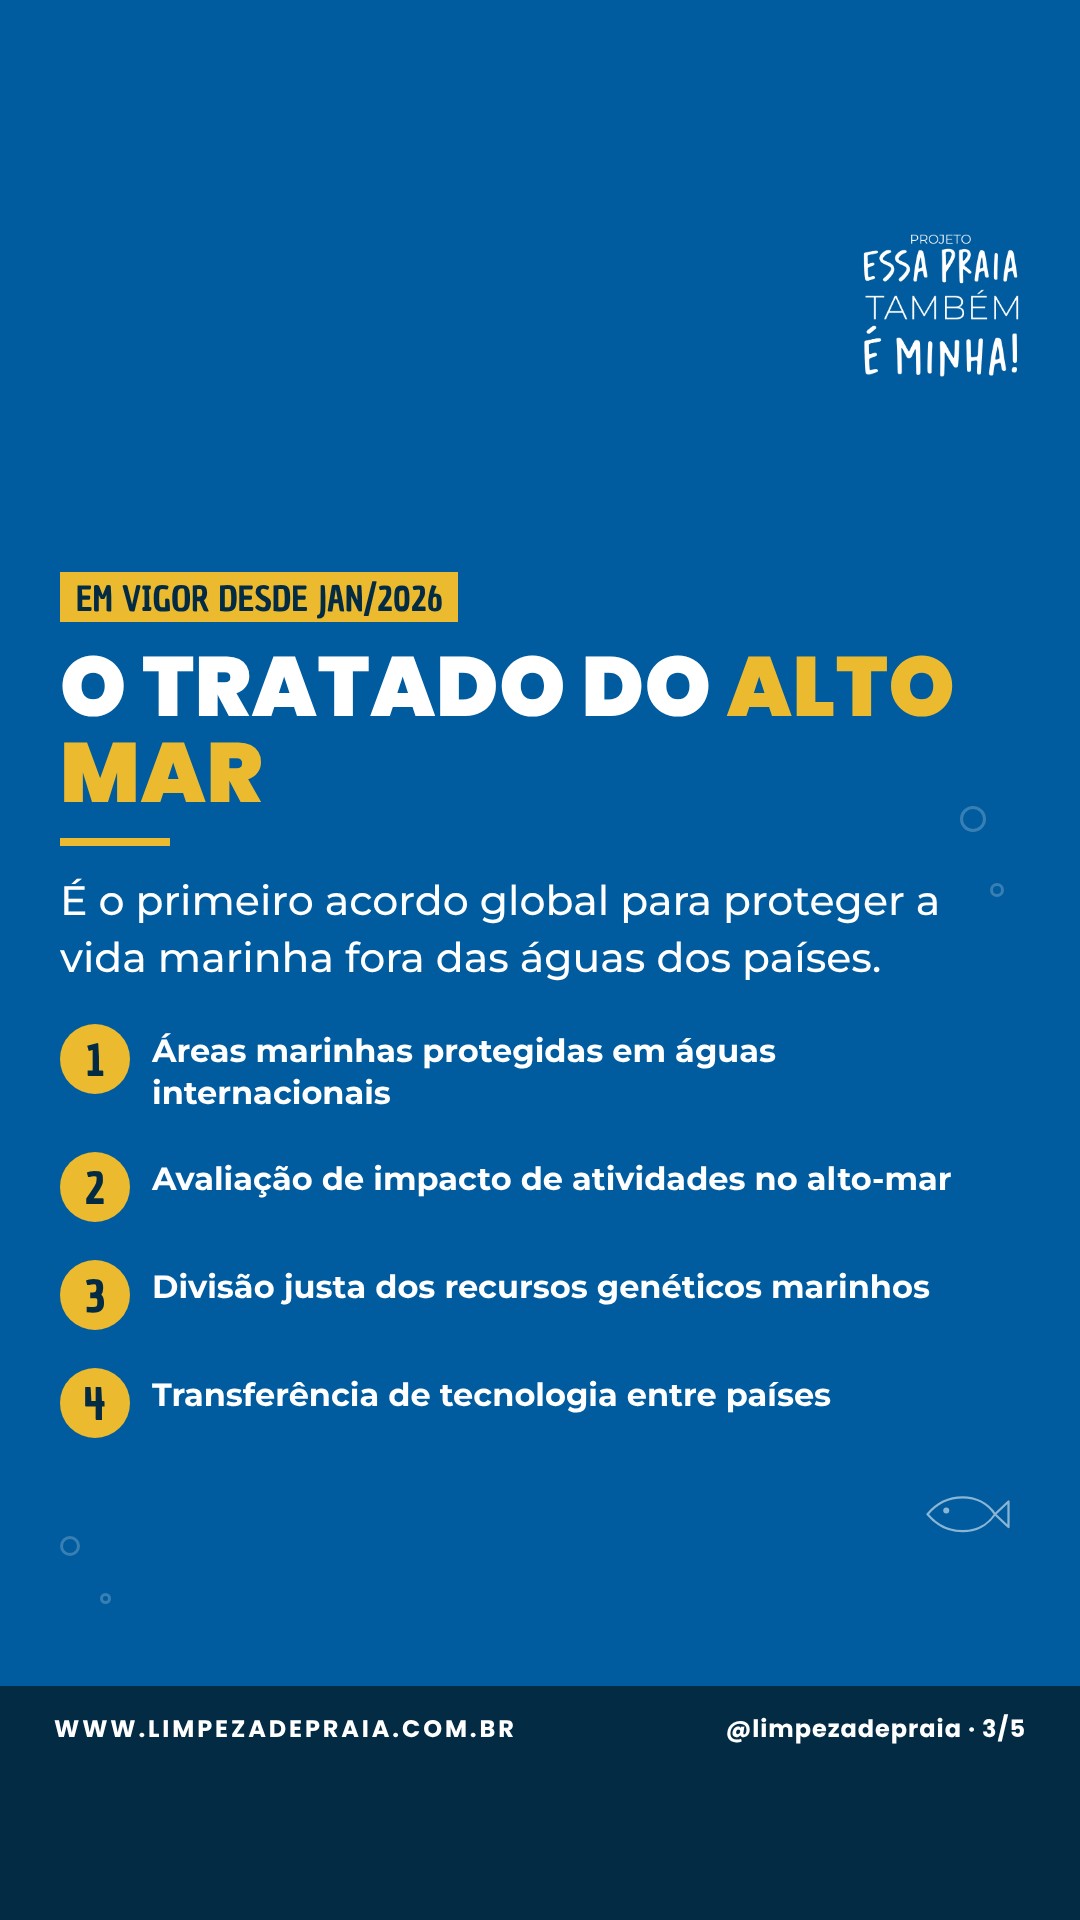 PROJETO
ESSA PRAIA
TAMBÉM
É MINHA!
EM VIGOR DESDE JAN/2026
O TRATADO DO ALTO
MAR
É o primeiro acordo global para proteger a
vida marinha fora das águas dos países.
1 Áreas marinhas protegidas em águas
internacionais
2 Avaliação de impacto de atividades no alto-mar
3 Divisão justa dos recursos genéticos marinhos
4 Transferência de tecnologia entre países
WWW.LIMPEZADEPRAIA.COM.BR
@limpezadepraia · 3/5